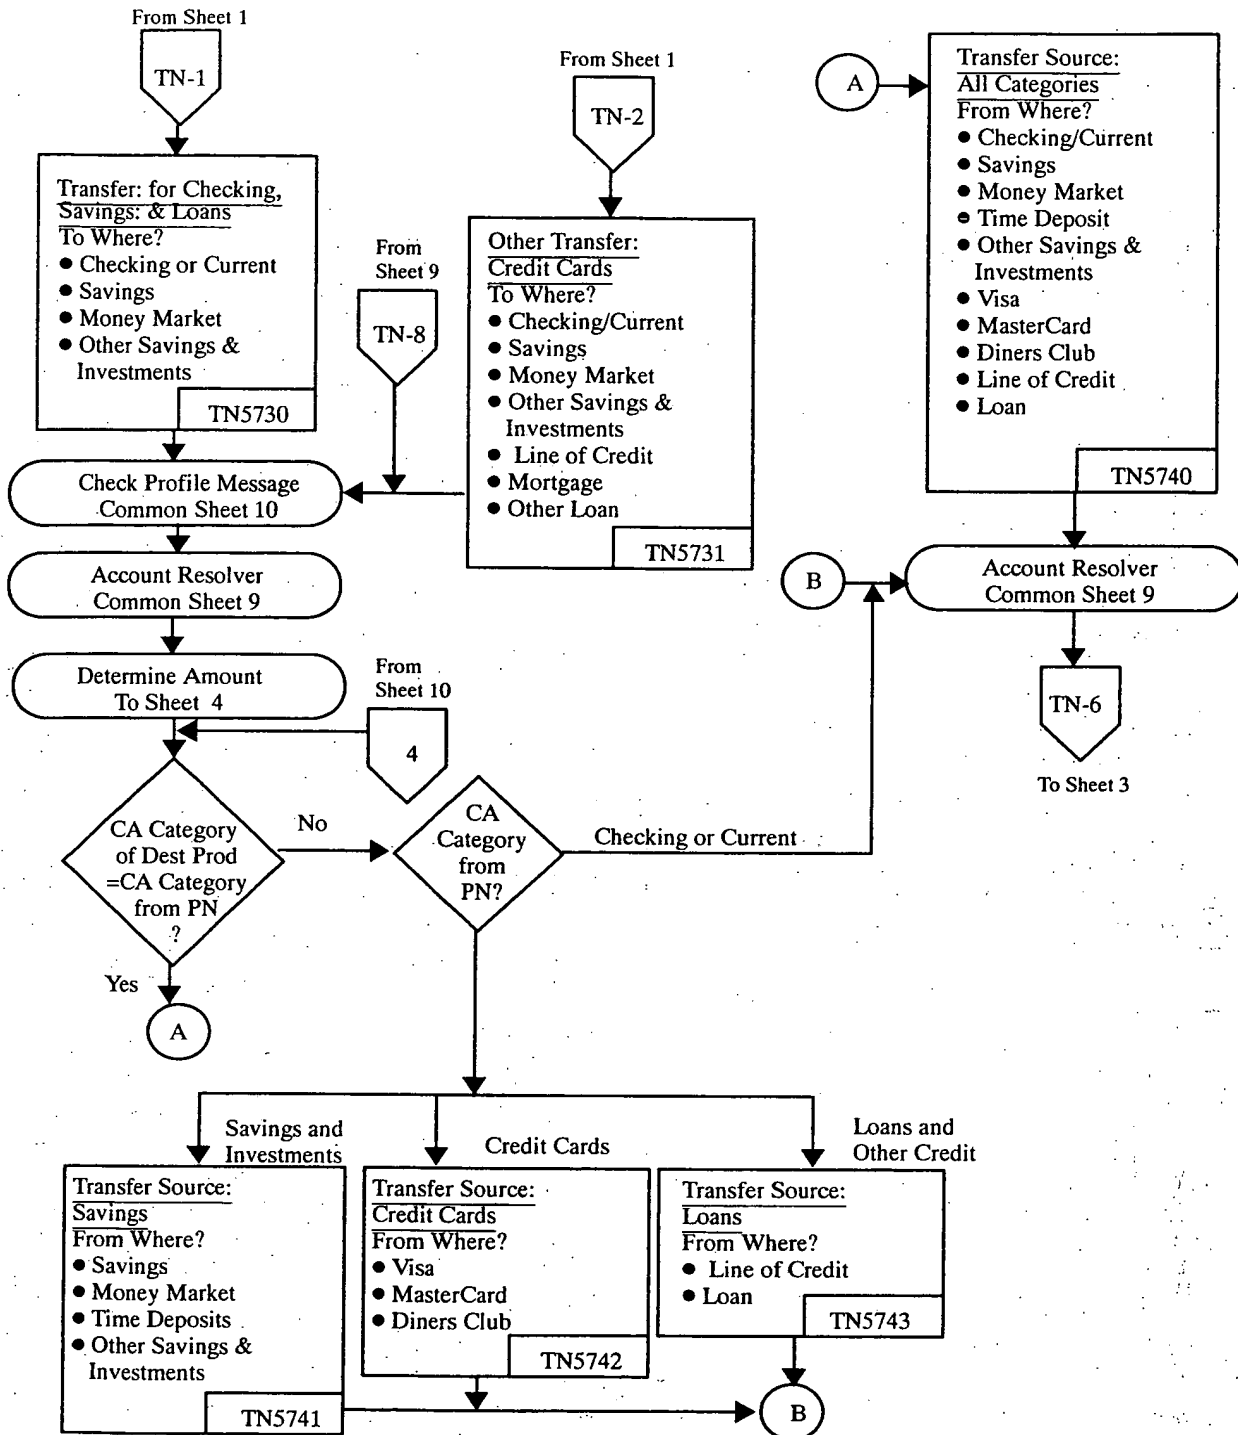 From Sheet 1
TN-1
Transfer: for Checking,
Savings: & Loans
To Where?
● Checking or Current
● Savings
● Money Market
● Other Savings &
Investments
TN5730
Check Profile Message
Common Sheet 10
Account Resolver
Common Sheet 9
Determine Amount
To Sheet 4
From
Sheet 9
TN-8
From Sheet 1
TN-2
Other Transfer:
Credit Cards
To Where?
● Checking/Current
● Savings
● Money Market
● Other Savings &
Investments
● Line of Credit
● Mortgage
● Other Loan
TN5731
From
Sheet 10
4
CA Category
of Dest Prod
=CA Category
from PN
?
No
Yes
A
CA
Category
from
PN?
Checking or Current
A
Transfer Source:
All Categories
From Where?
● Checking/Current
● Savings
● Money Market
● Time Deposit
● Other Savings &
Investments
● Visa
● MasterCard
● Diners Club
● Line of Credit
● Loan
TN5740
B
Account Resolver
Common Sheet 9
TN-6
To Sheet 3
Savings and
Investments
Transfer Source:
Savings
From Where?
● Savings
● Money Market
● Time Deposits
● Other Savings &
Investments
TN5741
Credit Cards
Transfer Source:
Credit Cards
From Where?
● Visa
● MasterCard
● Diners Club
TN5742
Loans and
Other Credit
Transfer Source:
Loans
From Where?
● Line of Credit
● Loan
TN5743
B